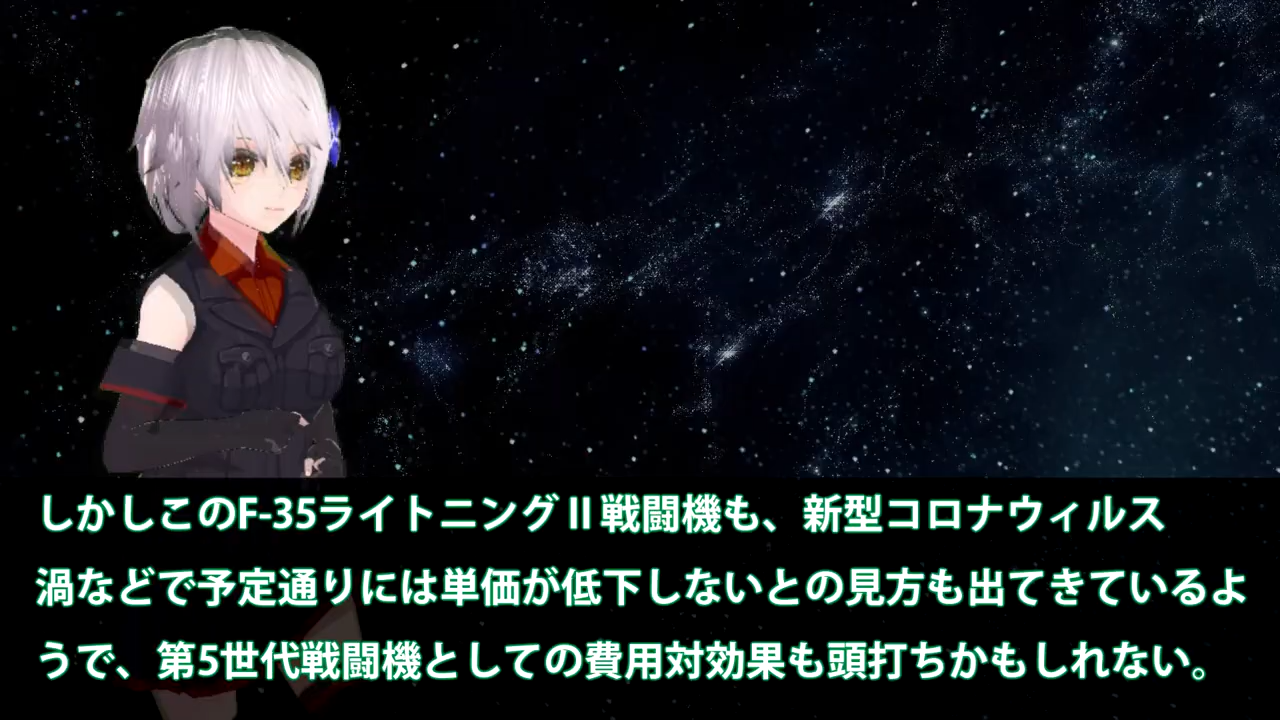 しかしこのF-35ライトニングⅡ戦闘機も、新型コロナウィルス
渦などで予定通りには単価が低下しないとの見方も出てきているよ
うで、第5世代戦闘機としての費用対効果も頭打ちかもしれない。